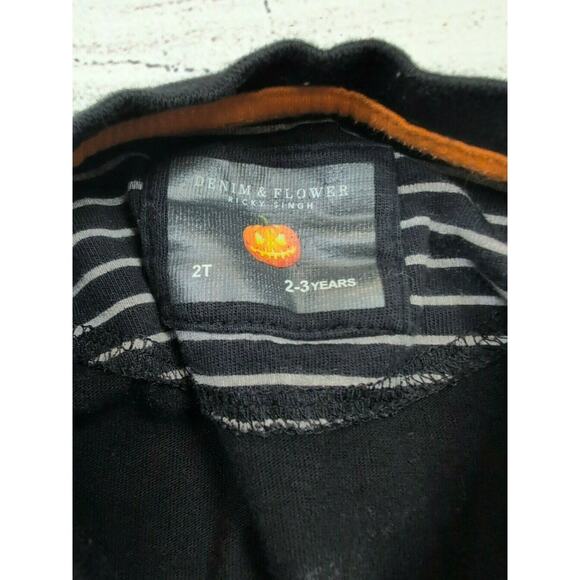 DENIM & FLOWER
RICKY SINGH
2T
2-3 YEARS